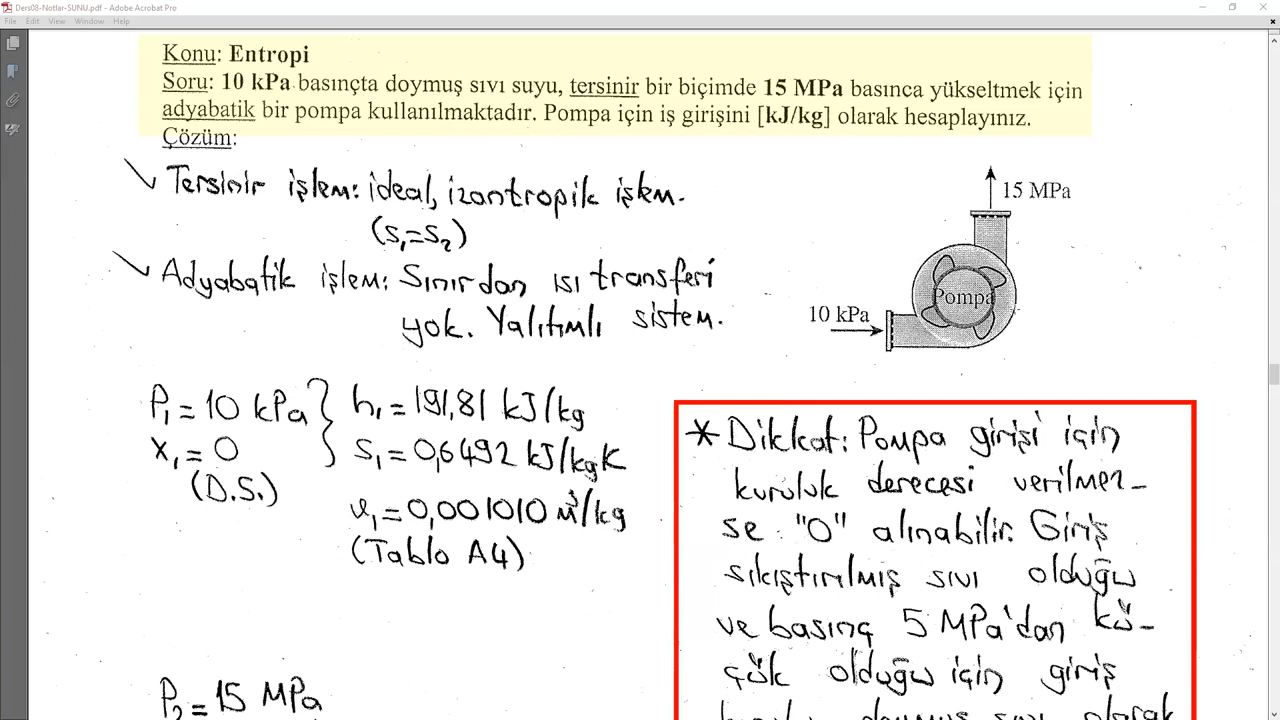 Ders08-Notlar-SUNU.pdf - Adobe Acrobat Pro
File Edit View Window Help
Konu: Entropi
Soru: 10 kPa basınçta doymuş sıvı suyu, tersinir bir biçimde 15 MPa basınca yükseltmek için
adyabatik bir pompa kullanılmaktadır. Pompa için iş girişini [kJ/kg] olarak hesaplayınız.
Çözüm:
Tersinir işlem: ideal, izantropik işlem.
(s₁=s₂)
Adyabatik işlem: Sınırdan ısı transferi
yok. Yalıtımlı sistem.
15 MPa
Pompa
10 kPa
P₁ = 10 kPa } h₁ = 191,81 kJ/kg
x₁ = 0 s₁ = 0,6492 kJ/kgK
(D.S.)
v₁ = 0,001010 m³/kg
(Tablo A4)
* Dikkat: Pompa girişi için
kuruluk derecesi verilmez-
se "0" alınabilir. Giriş
sıkıştırılmış sıvı olduğu
ve basınç 5 MPa'dan kü-
çük olduğu için giriş
doymuş sıvı olarak
P₂ = 15 MPa